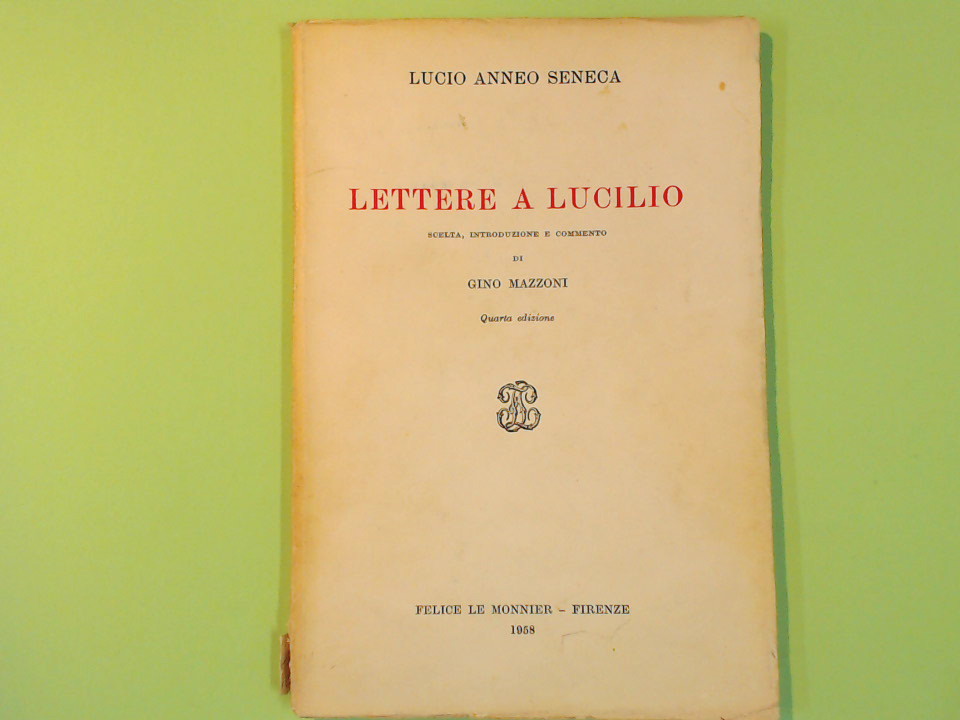 LUCIO ANNEO SENECA
LETTERE A LUCILIO
SCELTA, INTRODUZIONE E COMMENTO
DI
GINO MAZZONI
Quarta edizione
FELICE LE MONNIER – FIRENZE
1958